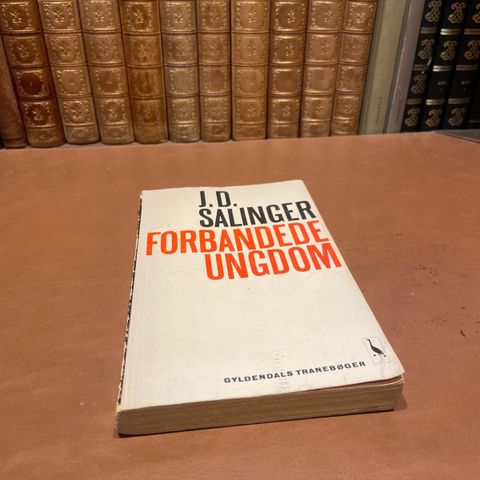 J.D.
SALINGER
FORBANDEDE
UNGDOM
GYLDENDALS TRANEBØGER